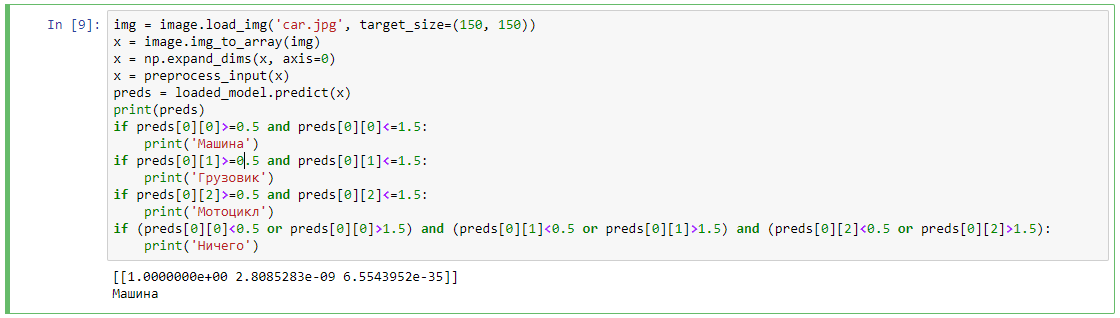 In [9]:
img = image.load_img('car.jpg', target_size=(150, 150))
x = image.img_to_array(img)
x = np.expand_dims(x, axis=0)
x = preprocess_input(x)
preds = loaded_model.predict(x)
print(preds)
if preds[0][0]>=0.5 and preds[0][0]<=1.5:
    print('Машина')
if preds[0][1]>=0.5 and preds[0][1]<=1.5:
    print('Грузовик')
if preds[0][2]>=0.5 and preds[0][2]<=1.5:
    print('Мотоцикл')
if (preds[0][0]<0.5 or preds[0][0]>1.5) and (preds[0][1]<0.5 or preds[0][1]>1.5) and (preds[0][2]<0.5 or preds[0][2]>1.5):
    print('Ничего')
[[1.0000000e+00 2.8085283e-09 6.5543952e-35]]
Машина